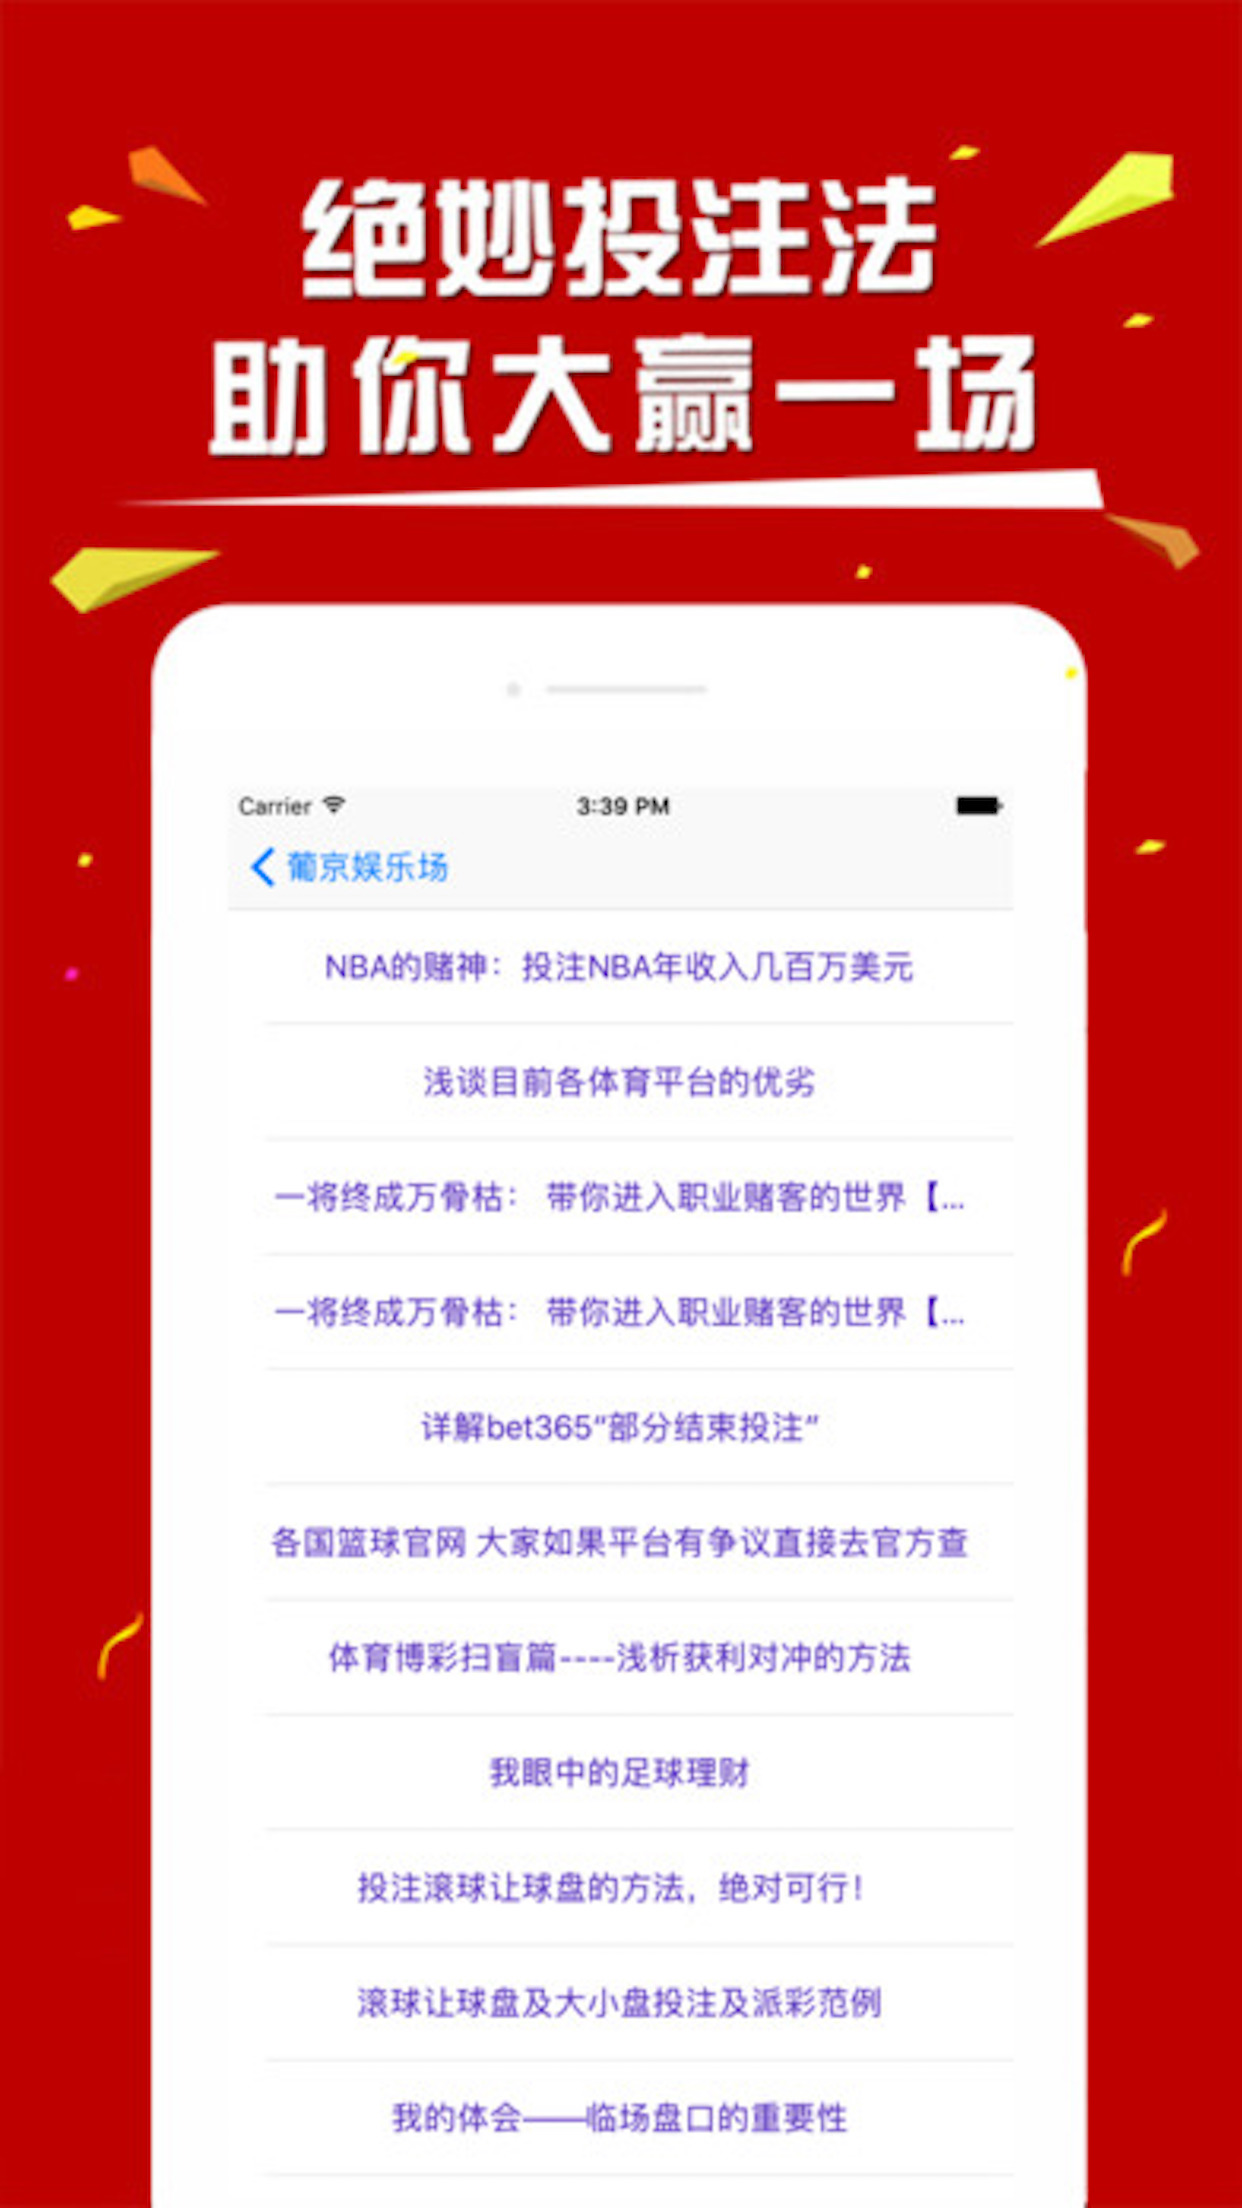 绝妙投注法
助你大赢一场
Carrier 3:39 PM
葡京娱乐场
NBA的赌神：投注NBA年收入几百万美元
浅谈目前各体育平台的优劣
一将终成万骨枯： 带你进入职业赌客的世界【...
一将终成万骨枯： 带你进入职业赌客的世界【...
详解bet365“部分结束投注”
各国篮球官网 大家如果平台有争议直接去官方查
体育博彩扫盲篇----浅析获利对冲的方法
我眼中的足球理财
投注滚球让球盘的方法，绝对可行！
滚球让球盘及大小盘投注及派彩范例
我的体会——临场盘口的重要性